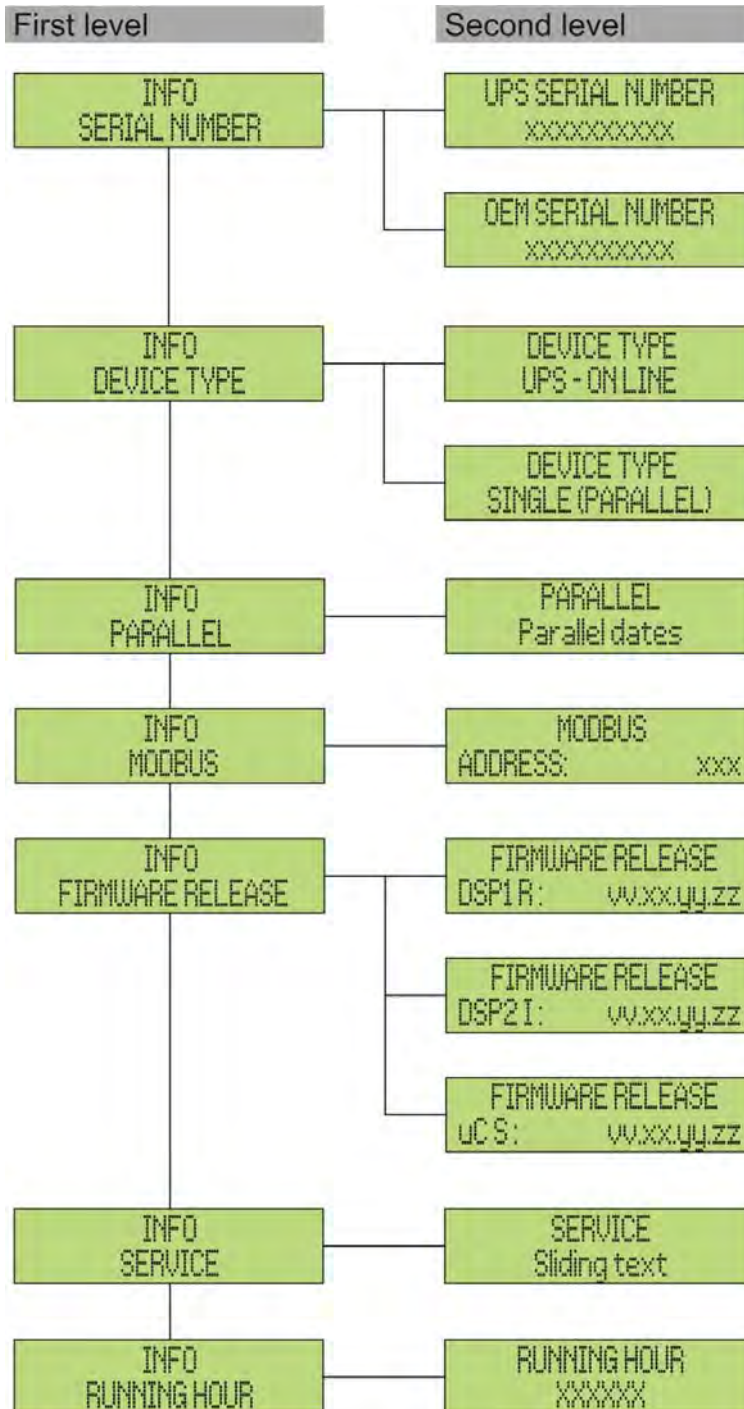 First level
Second level
INFO
SERIAL NUMBER
UPS SERIAL NUMBER
xxxxxxxxxx
OEM SERIAL NUMBER
xxxxxxxxxx
INFO
DEVICE TYPE
DEVICE TYPE
UPS - ON LINE
DEVICE TYPE
SINGLE (PARALLEL)
INFO
PARALLEL
PARALLEL
Parallel dates
INFO
MODBUS
MODBUS
ADDRESS: xxx
INFO
FIRMWARE RELEASE
FIRMWARE RELEASE
DSP1 R: vv.xx.yy.zz
FIRMWARE RELEASE
DSP2 I: vv.xx.yy.zz
FIRMWARE RELEASE
uC S: vv.xx.yy.zz
INFO
SERVICE
SERVICE
Sliding text
INFO
RUNNING HOUR
RUNNING HOUR
XXXXXX